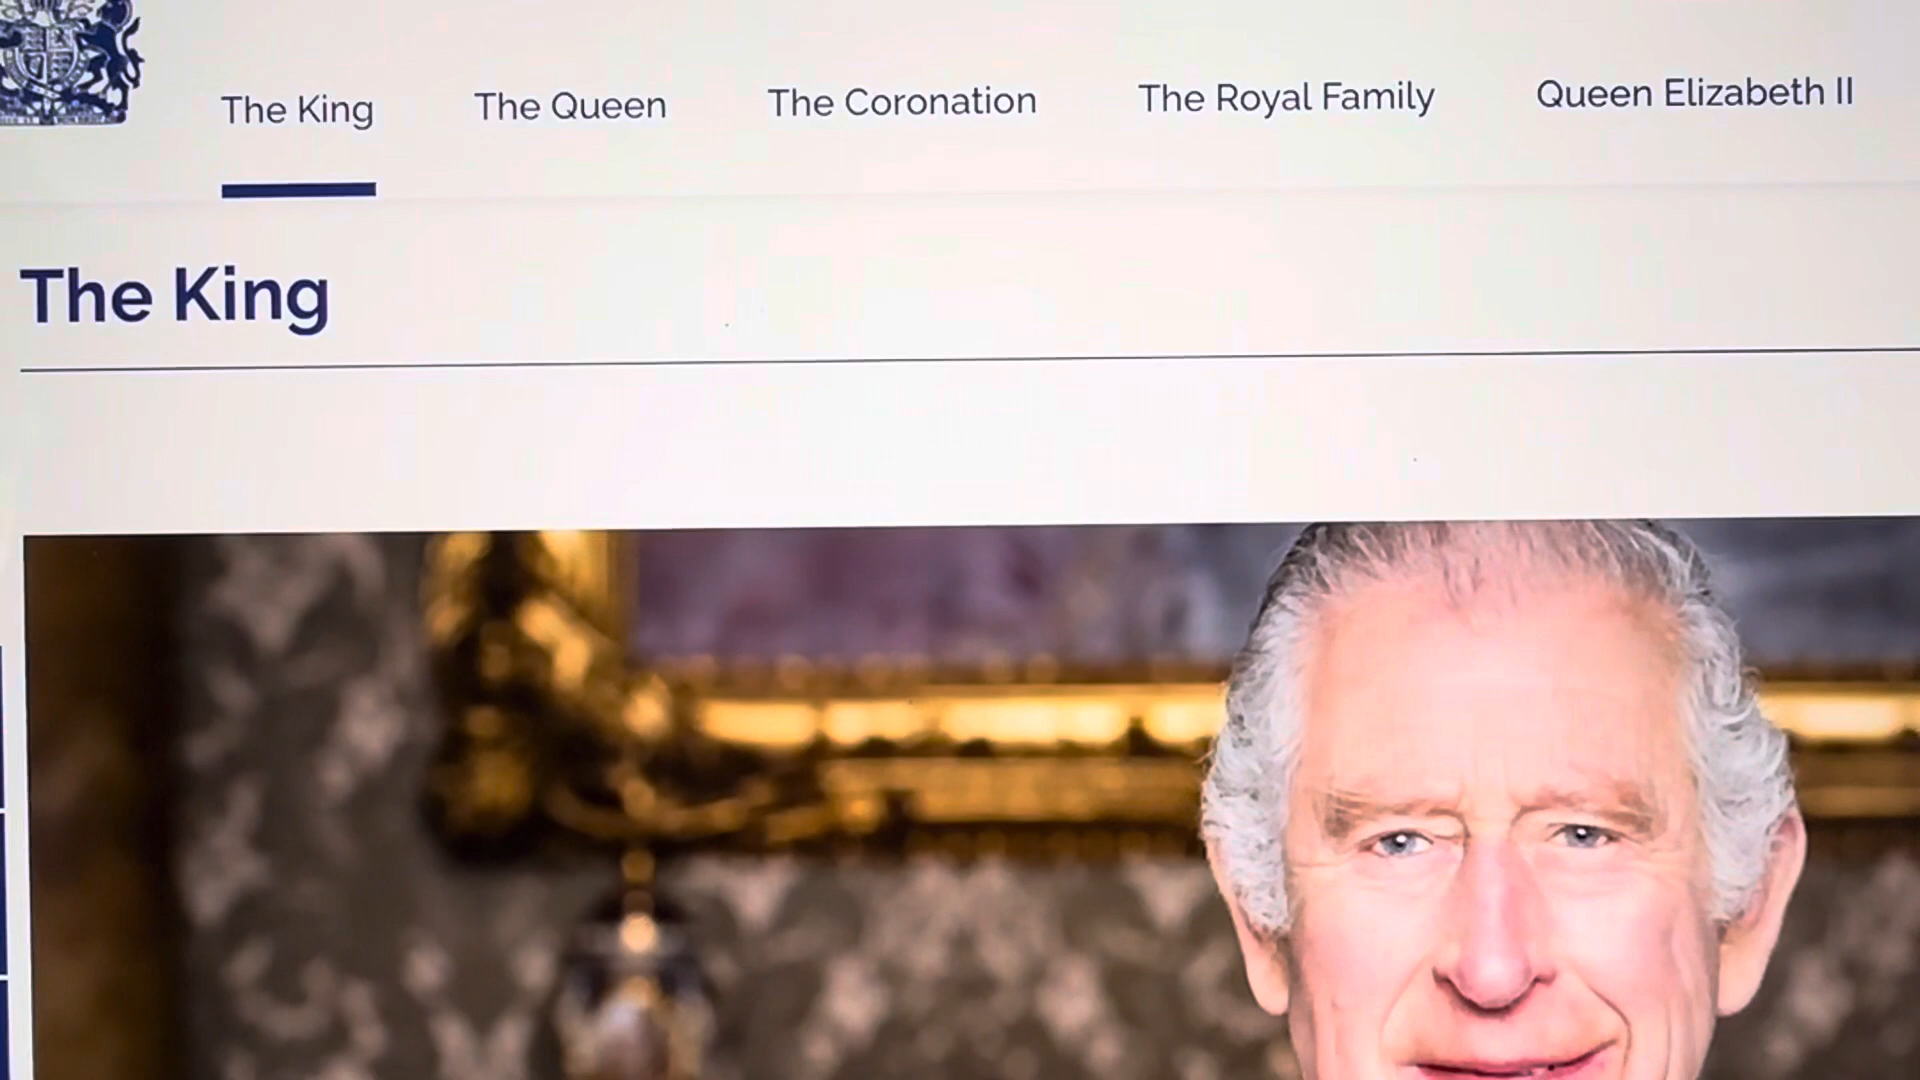 The King The Queen The Coronation The Royal Family Queen Elizabeth II
The King